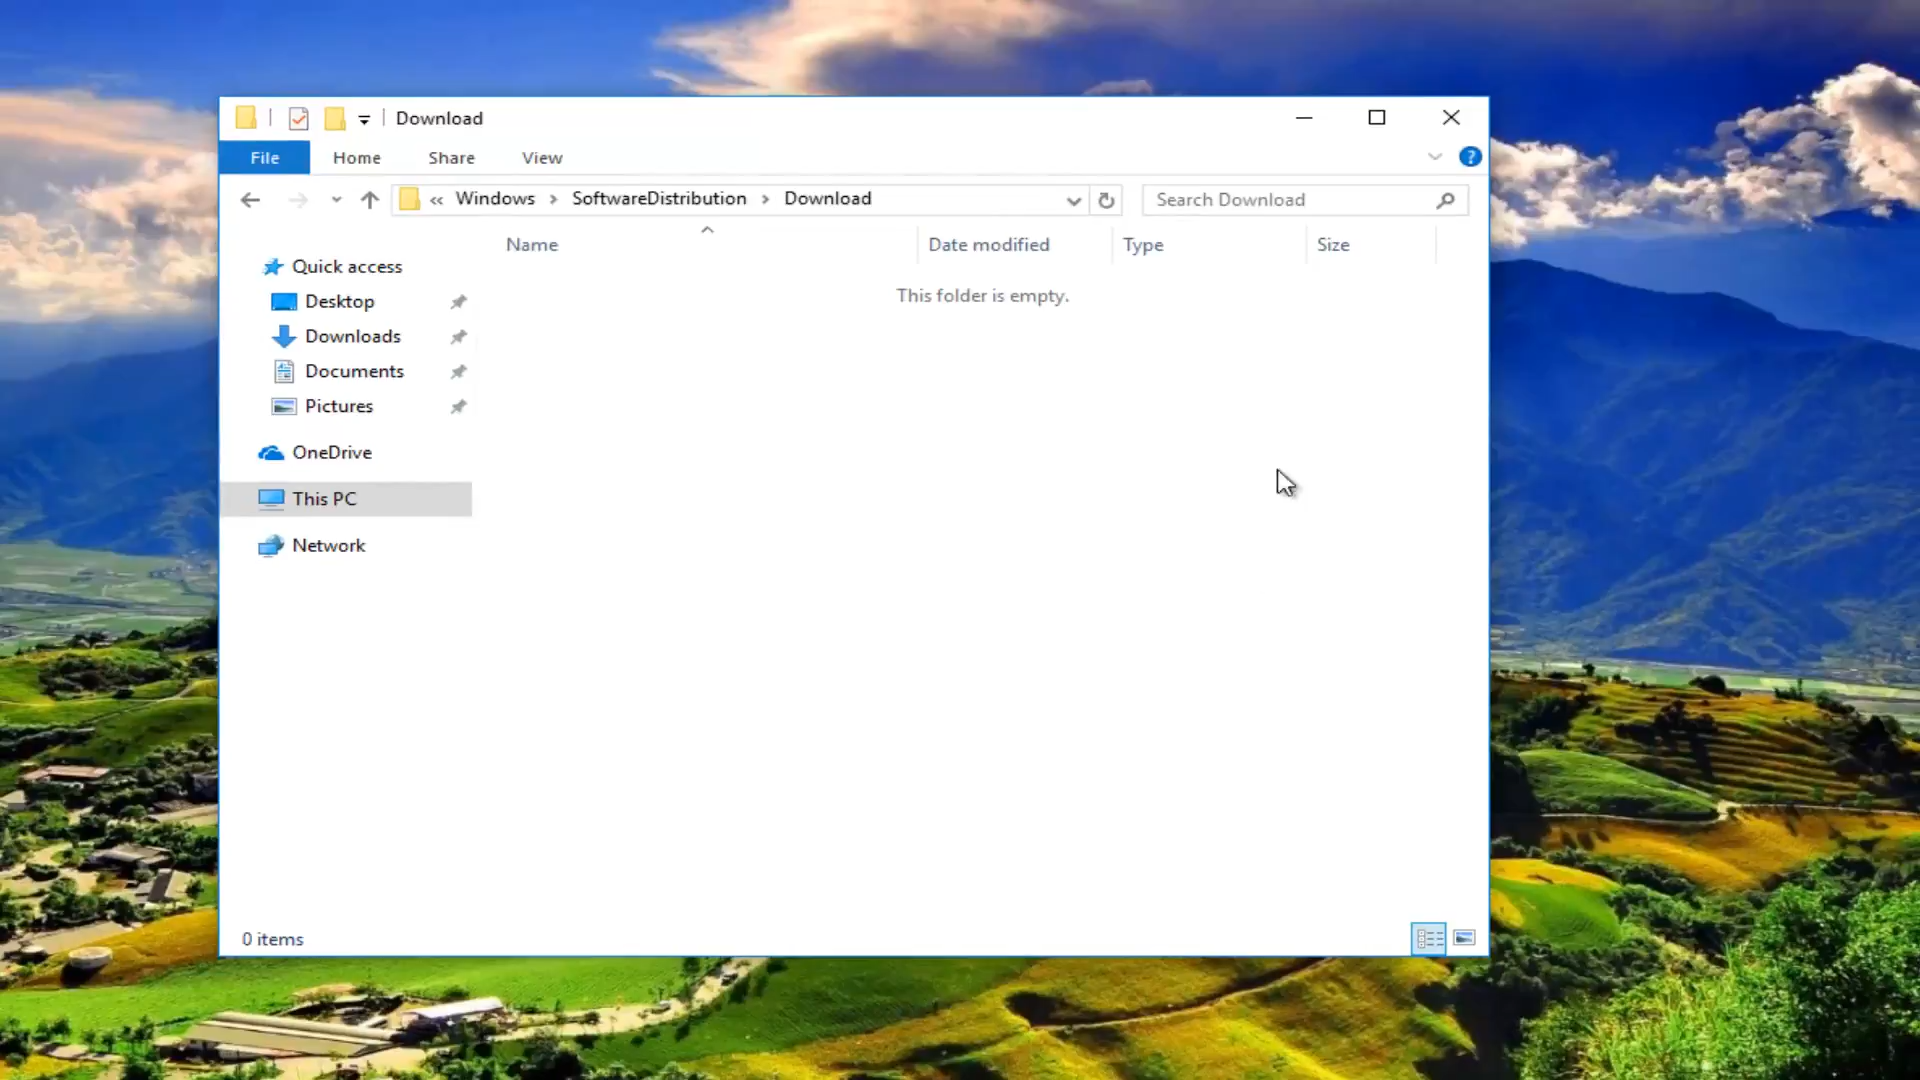 Download
File Home Share View
« Windows > SoftwareDistribution > Download Search Download
Name Date modified Type Size
This folder is empty.
Quick access
Desktop
Downloads
Documents
Pictures
OneDrive
This PC
Network
0 items